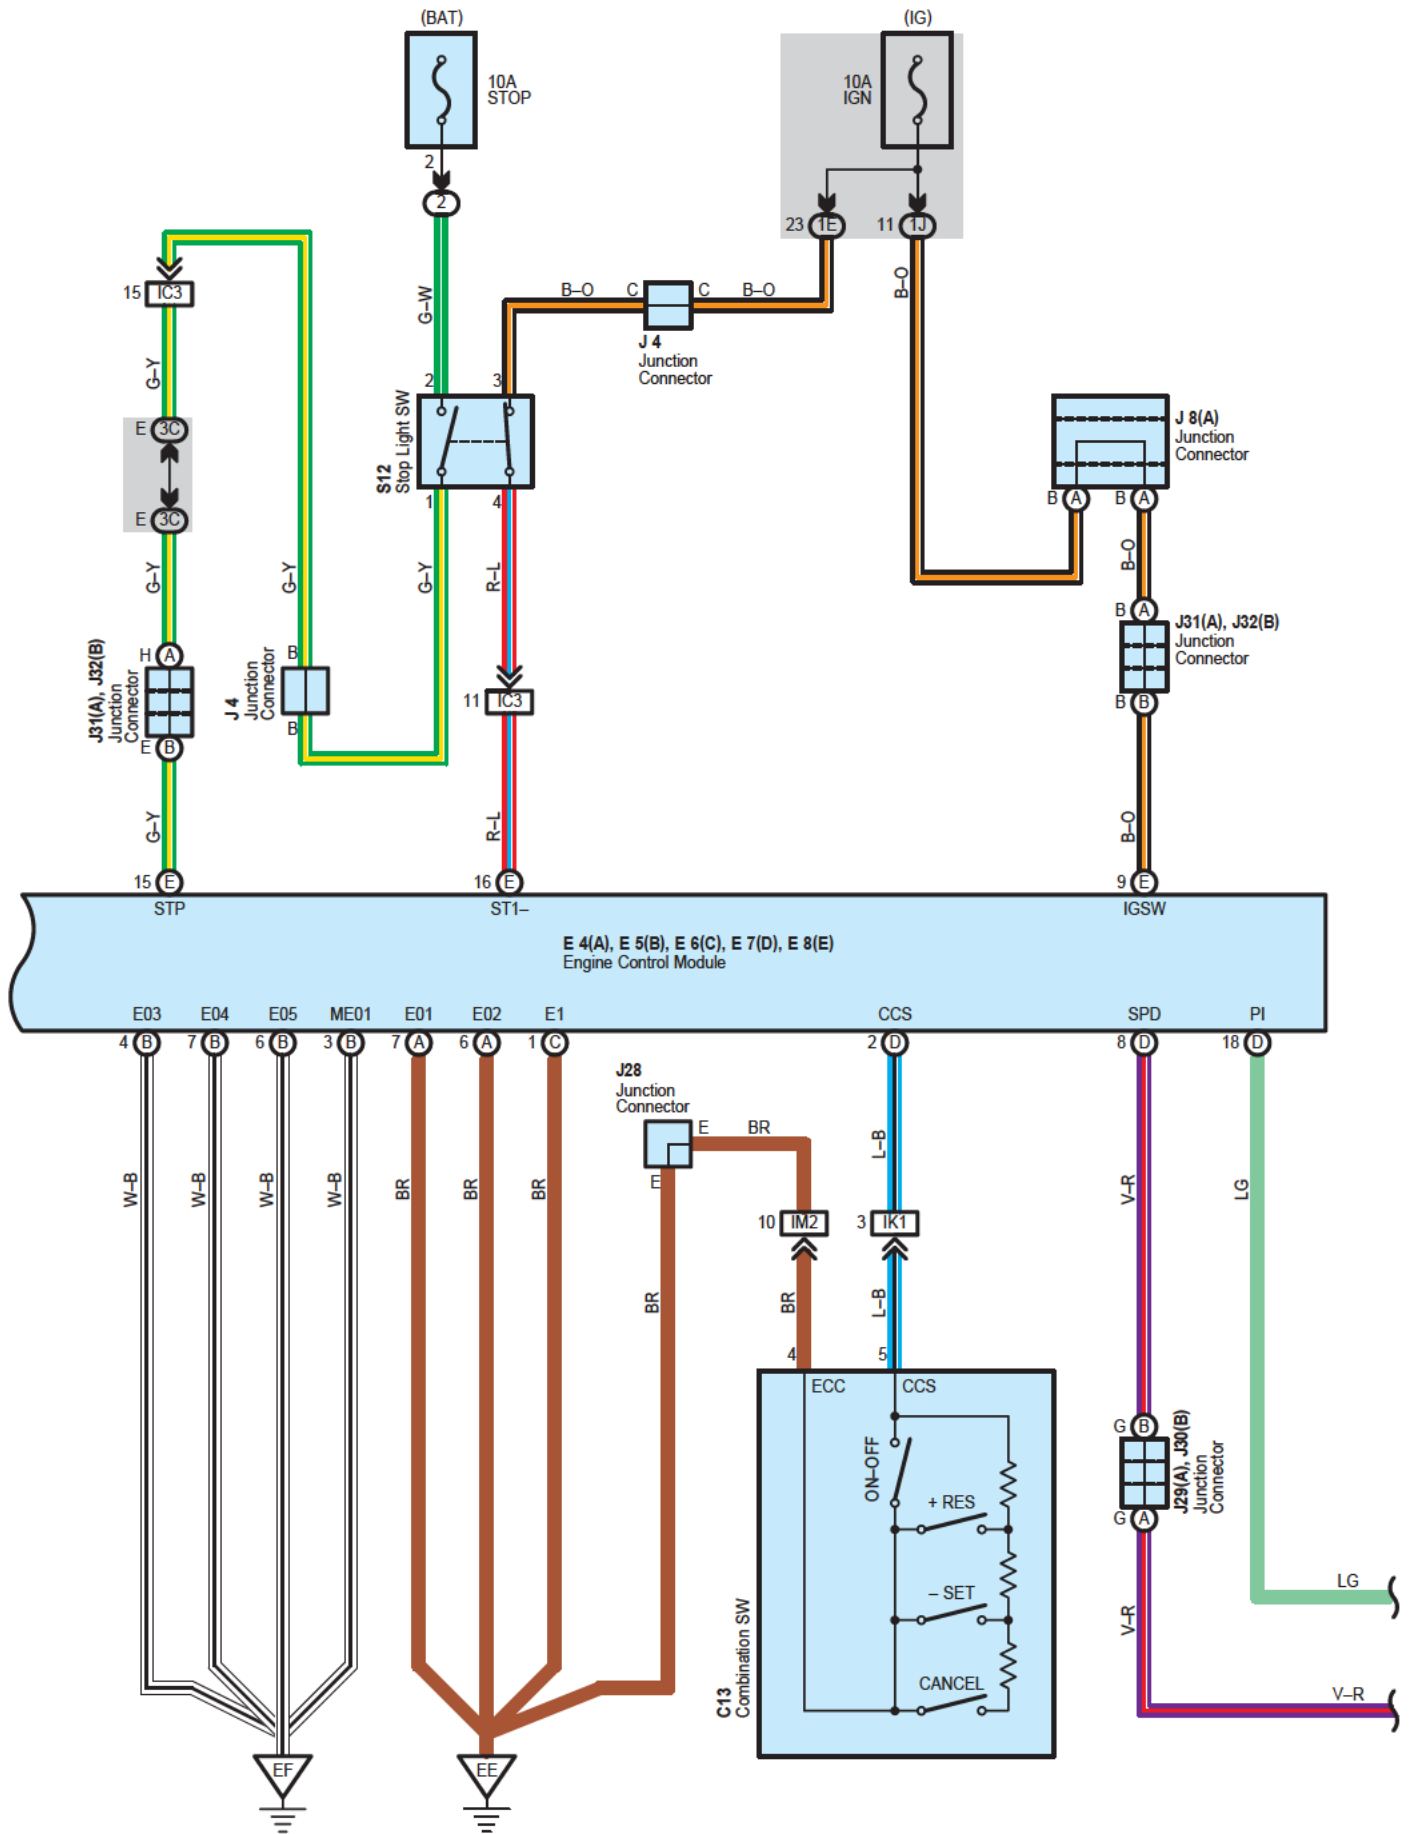 (BAT)
(IG)
10A
STOP
10A
IGN
2
2
23 1E
11 1J
15 IC3
G–W
B–O C
C B–O
B–O
J 4
Junction
Connector
G–Y
2
3
S12
Stop Light SW
J 8(A)
Junction
Connector
E 3C
E 3C
1
4
B A
B A
G–Y
G–Y
G–Y
R–L
B–O
B A
J31(A), J32(B)
Junction
Connector
H A
J31(A), J32(B)
Junction
Connector
E B
B
J 4
Junction
Connector
B
11 IC3
B B
G–Y
R–L
B–O
15 E
16 E
9 E
STP
ST1–
IGSW
E 4(A), E 5(B), E 6(C), E 7(D), E 8(E)
Engine Control Module
E03
E04
E05
ME01
E01
E02
E1
CCS
SPD
PI
4 B
7 B
6 B
3 B
7 A
6 A
1 C
2 D
8 D
18 D
J28
Junction
Connector
E BR
E
L–B
W–B
W–B
W–B
W–B
BR
BR
BR
V–R
LG
10 IM2
3 IK1
BR
BR
L–B
4
5
ECC
CCS
ON–OFF
+ RES
– SET
CANCEL
C13
Combination SW
G B
J29(A), J30(B)
Junction
Connector
G A
LG
V–R
V–R
EF
EE